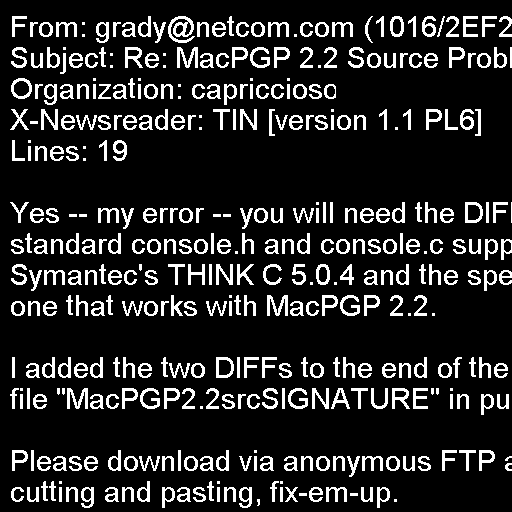 From: grady@netcom.com (1016/2EF2
Subject: Re: MacPGP 2.2 Source Probl
Organization: capriccioso
X-Newsreader: TIN [version 1.1 PL6]
Lines: 19

Yes -- my error -- you will need the DIF
standard console.h and console.c supp
Symantec's THINK C 5.0.4 and the spe
one that works with MacPGP 2.2.

I added the two DIFFs to the end of the
file "MacPGP2.2srcSIGNATURE" in pu

Please download via anonymous FTP a
cutting and pasting, fix-em-up.